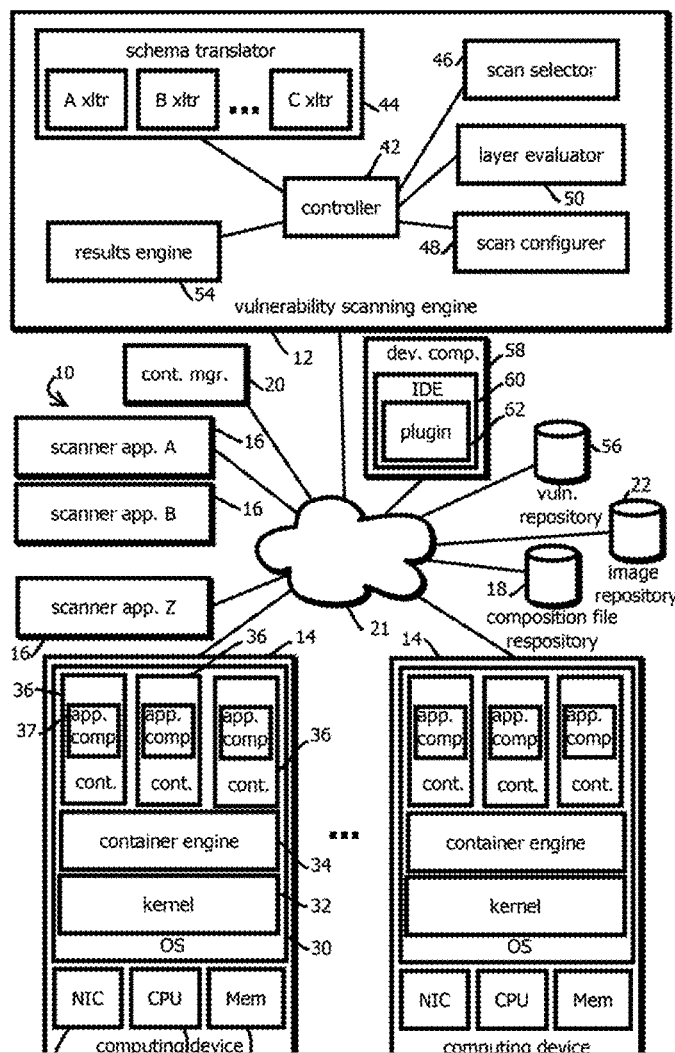 schema translator
A xltr
B xltr
...
C xltr
44
46
scan selector
42
layer evaluator
50
controller
48
scan configurer
results engine
54
vulnerability scanning engine
12
10
cont. mgr.
20
dev. comp.
58
IDE
60
plugin
62
scanner app. A
16
scanner app. B
16
56
vuln.
repository
22
image
repository
18
composition file
respository
scanner app. Z
16
21
36
14
14
36
37
app.
comp
cont.
app.
comp
cont.
app.
comp
cont.
36
app.
comp
cont.
app.
comp
cont.
app.
comp
cont.
container engine
34
...
container engine
kernel
32
kernel
OS
30
OS
NIC
CPU
Mem
NIC
CPU
Mem
computing device
computing device